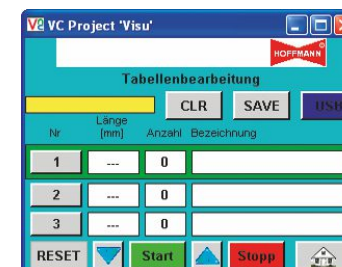 VC Project 'Visu'
HOFFMANN
Tabellenbearbeitung
CLR SAVE USB
Nr Länge [mm] Anzahl Bezeichnung
1 --- 0
2 --- 0
3 --- 0
RESET Start Stopp